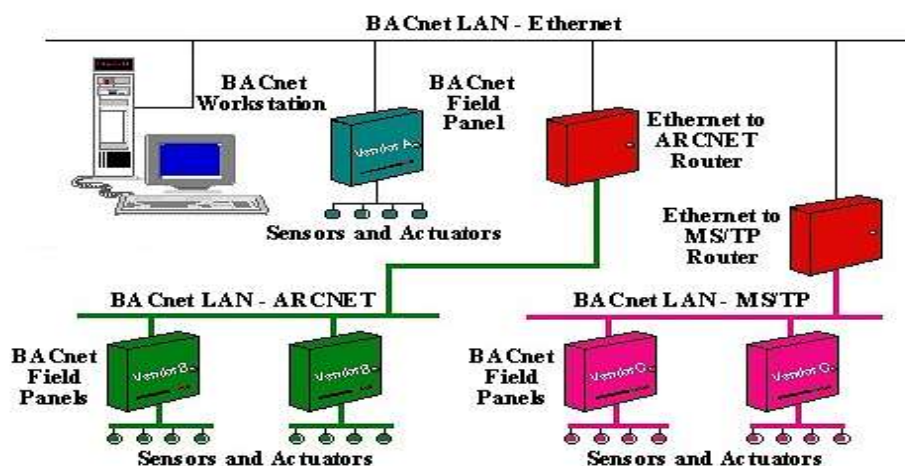 BACnet LAN - Ethernet
BACnet
Workstation
BACnet
Field
Panel
Vendor A
Ethernet to
ARCNET
Router
Sensors and Actuators
Ethernet to
MS/TP
Router
BACnet LAN - ARCNET
BACnet LAN - MS/TP
BACnet
Field
Panels
Vendor B
Vendor B
BACnet
Field
Panels
Vendor C
Vendor C
Sensors and Actuators
Sensors and Actuators